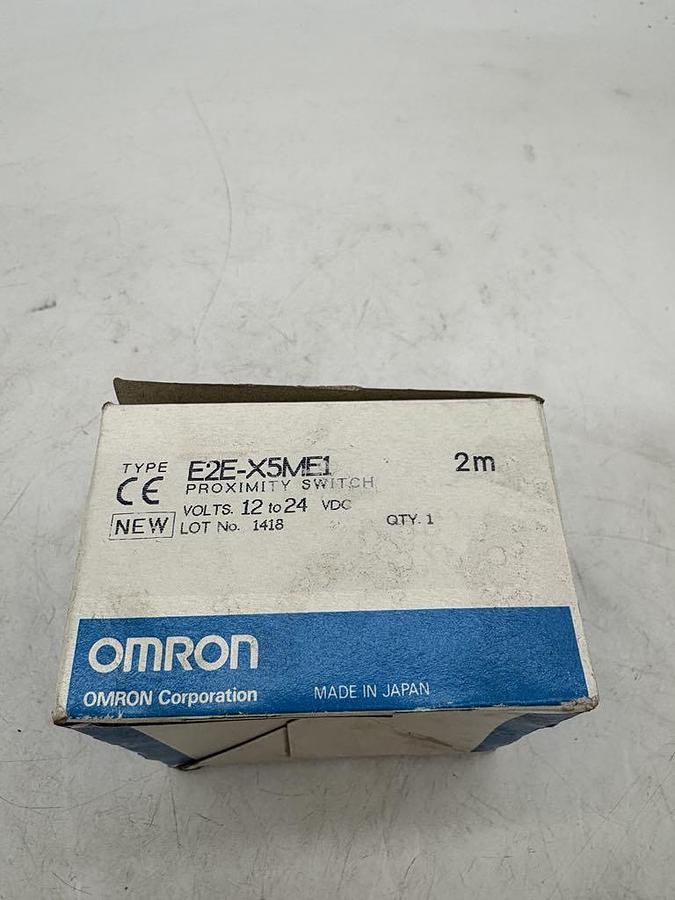 TYPE E2E-X5ME1 2m
CE PROXIMITY SWITCH
VOLTS. 12 to 24 VDC
NEW LOT No. 1418 QTY. 1
OMRON
OMRON Corporation MADE IN JAPAN